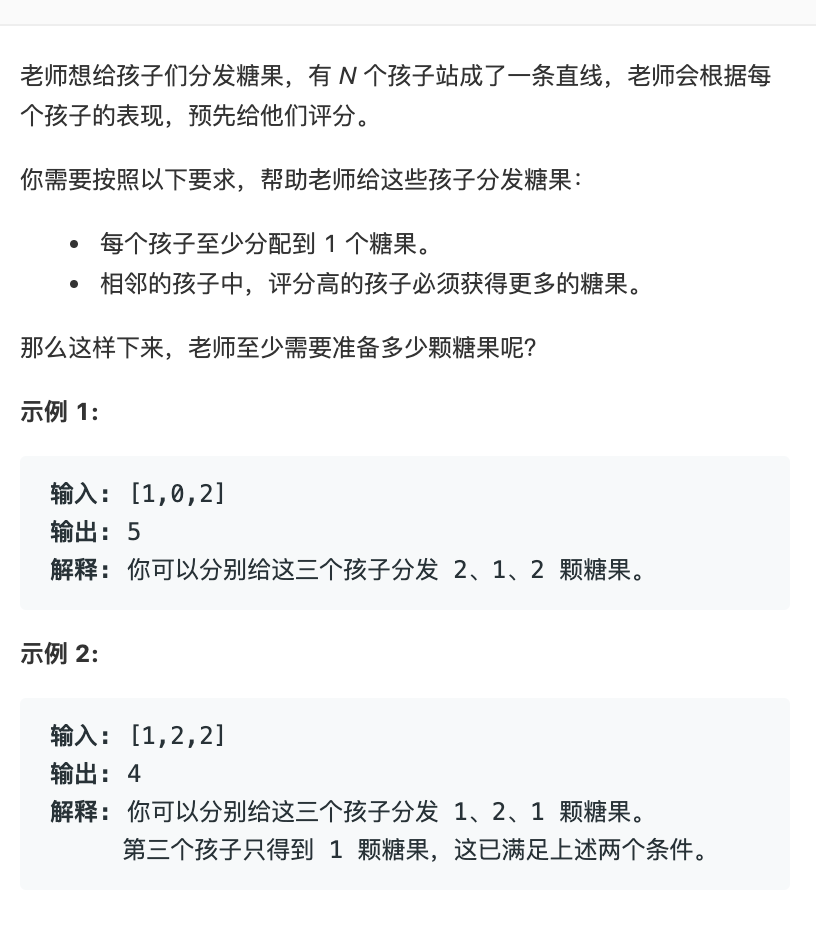 老师想给孩子们分发糖果，有 N 个孩子站成了一条直线，老师会根据每
个孩子的表现，预先给他们评分。
你需要按照以下要求，帮助老师给这些孩子分发糖果：
• 每个孩子至少分配到 1 个糖果。
• 相邻的孩子中，评分高的孩子必须获得更多的糖果。
那么这样下来，老师至少需要准备多少颗糖果呢?
示例 1:
输入: [1,0,2]
输出: 5
解释: 你可以分别给这三个孩子分发 2、1、2 颗糖果。
示例 2:
输入: [1,2,2]
输出: 4
解释: 你可以分别给这三个孩子分发 1、2、1 颗糖果。
第三个孩子只得到 1 颗糖果，这已满足上述两个条件。